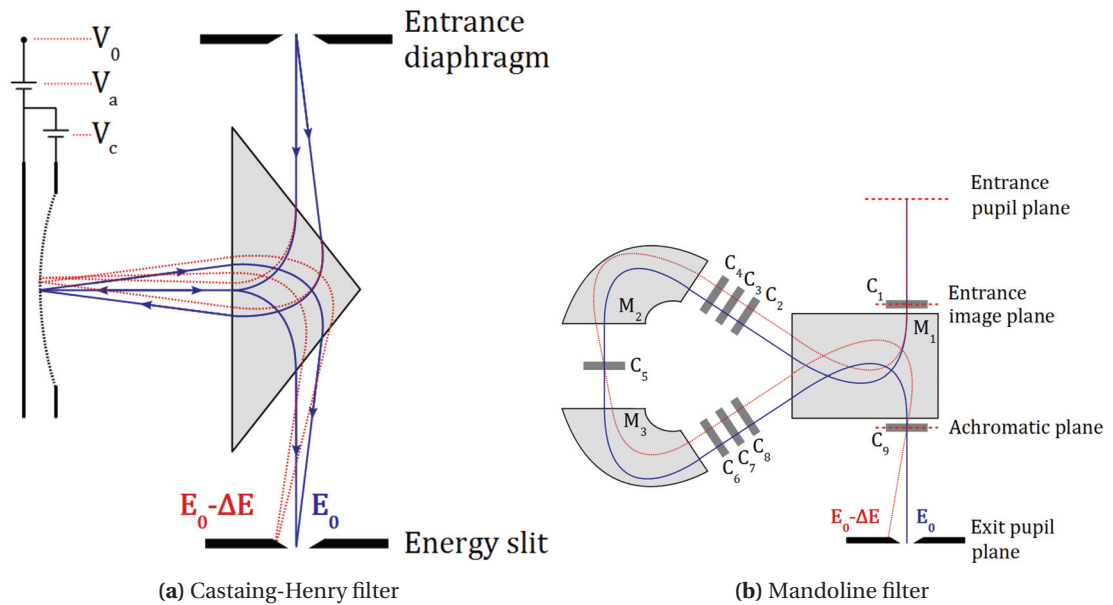 V0
Va
Vc
Entrance
diaphragm
E0-ΔE
E0
Energy slit
(a) Castaing-Henry filter
Entrance
pupil plane
C1
Entrance
image plane
M1
C4
C3
C2
M2
C5
M3
C6
C7
C8
C9
Achromatic plane
E0-ΔE
E0
Exit pupil
plane
(b) Mandoline filter